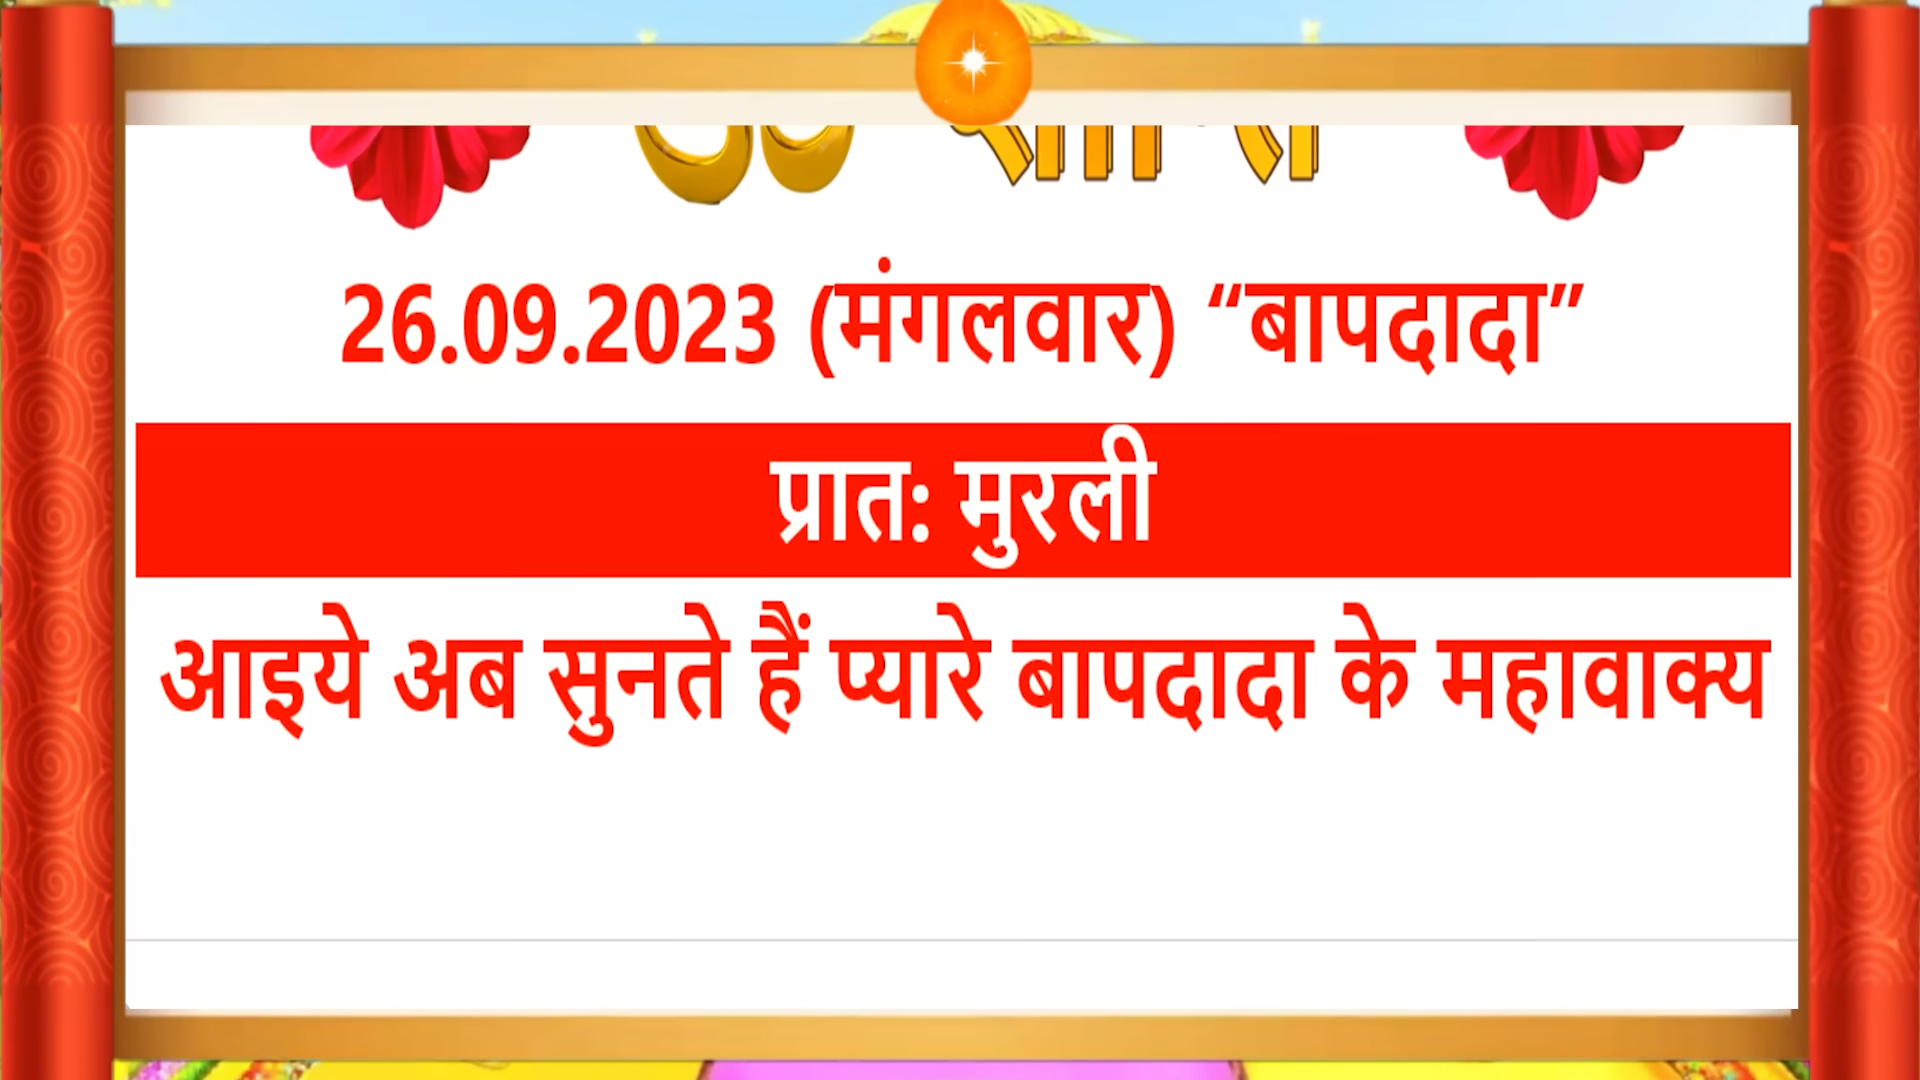 26.09.2023 (मंगलवार) “बापदादा”
प्रात: मुरली
आइये अब सुनते हैं प्यारे बापदादा के महावाक्य